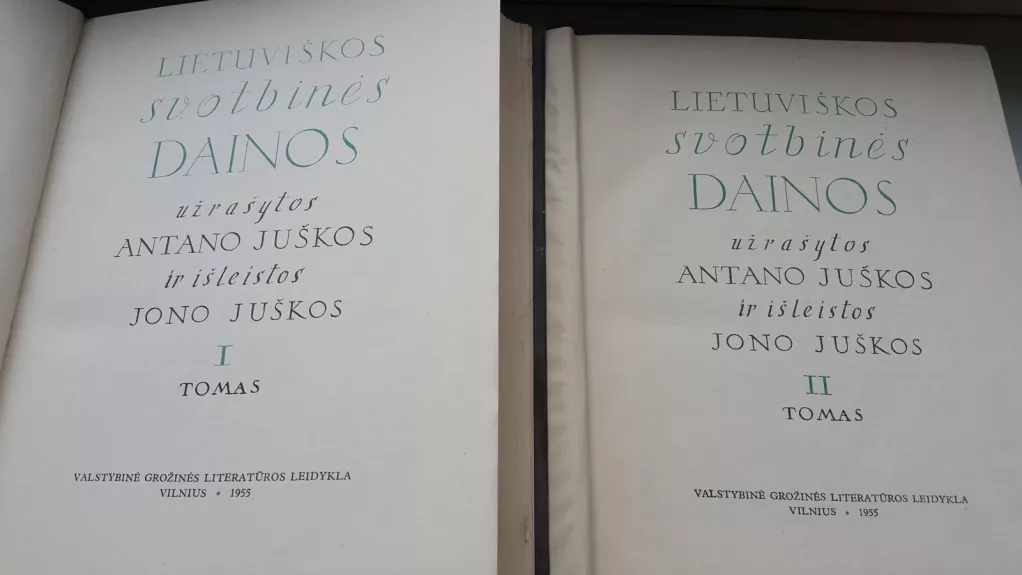 LIETUVIŠKOS
svotbinės
DAINOS
užrašytos
ANTANO JUŠKOS
ir išleistos
JONO JUŠKOS
I
TOMAS
VALSTYBINĖ GROŽINĖS LITERATŪROS LEIDYKLA
VILNIUS • 1955
LIETUVIŠKOS
svotbinės
DAINOS
užrašytos
ANTANO JUŠKOS
ir išleistos
JONO JUŠKOS
II
TOMAS
VALSTYBINĖ GROŽINĖS LITERATŪROS LEIDYKLA
VILNIUS • 1955